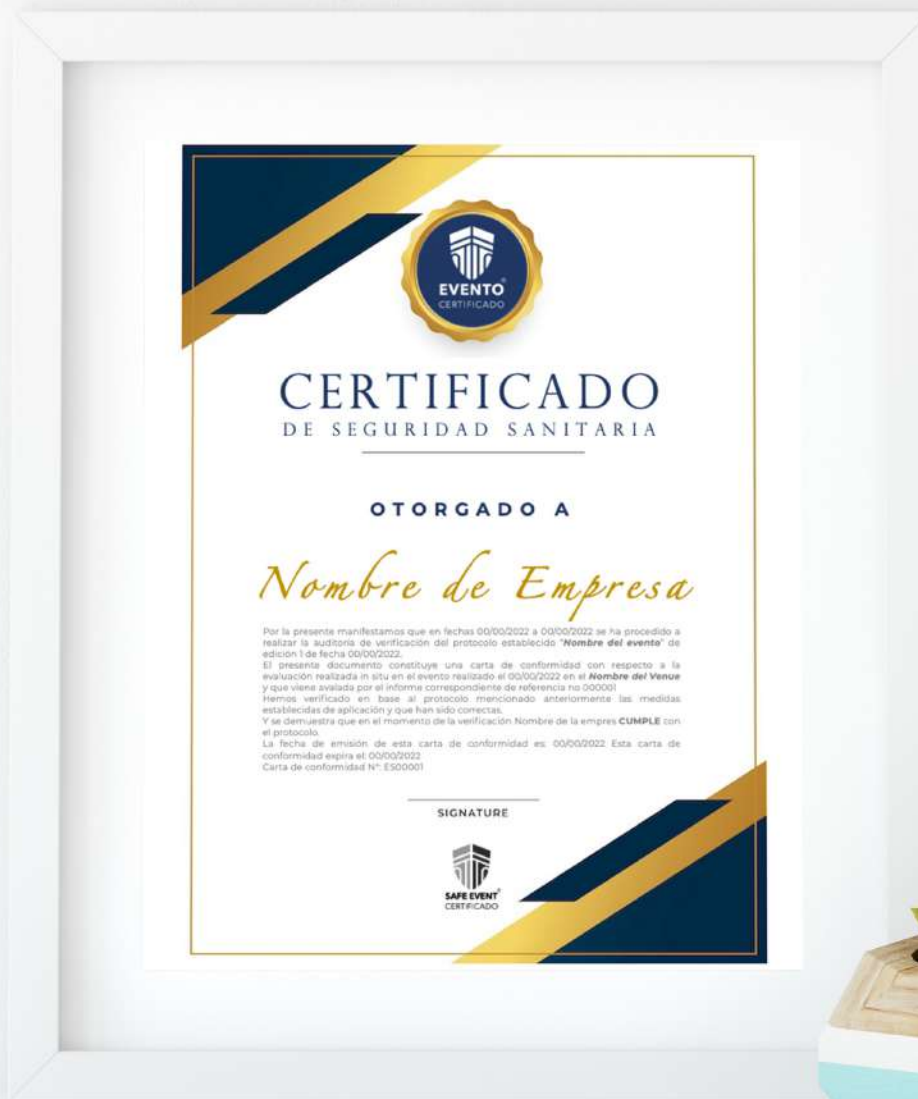 EVENTO®
CERTIFICADO
CERTIFICADO
DE SEGURIDAD SANITARIA
OTORGADO A
Nombre de Empresa
Por la presente manifestamos que en fechas 00/00/2022 a 00/00/2022 se ha procedido a
realizar la auditoria de verificación del protocolo establecido "Nombre del evento" de
edición 1 de fecha 00/00/2022.
El presente documento constituye una carta de conformidad con respecto a la
evaluación realizada in situ en el evento realizado el 00/00/2022 en el Nombre del Venue
y que viene avalada por el informe correspondiente de referencia no 000001
Hemos verificado en base al protocolo mencionado anteriormente las medidas
establecidas de aplicación y que han sido correctas.
Y se demuestra que en el momento de la verificación Nombre de la empres CUMPLE con
el protocolo.
La fecha de emisión de esta carta de conformidad es: 00/00/2022 Esta carta de
conformidad expira el: 00/00/2022
Carta de conformidad Nº: ES00001
SIGNATURE
SAFE EVENT®
CERTIFICADO